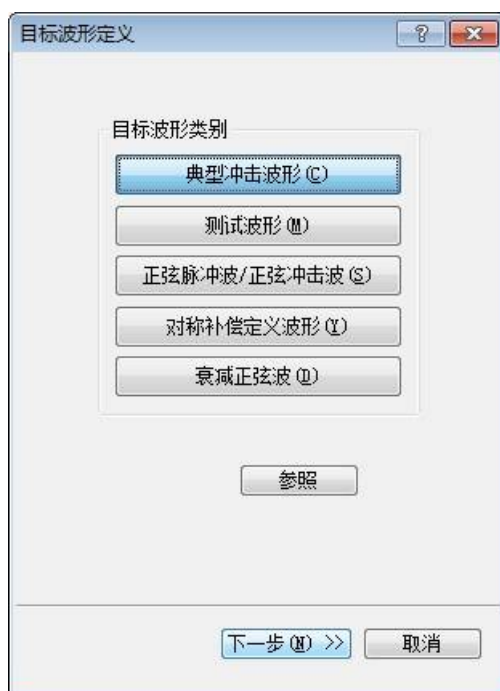 目标波形定义
目标波形类别
典型冲击波形(C)
测试波形(M)
正弦脉冲波/正弦冲击波(S)
对称补偿定义波形(Y)
衰减正弦波(D)
参照
下一步(N) >>
取消